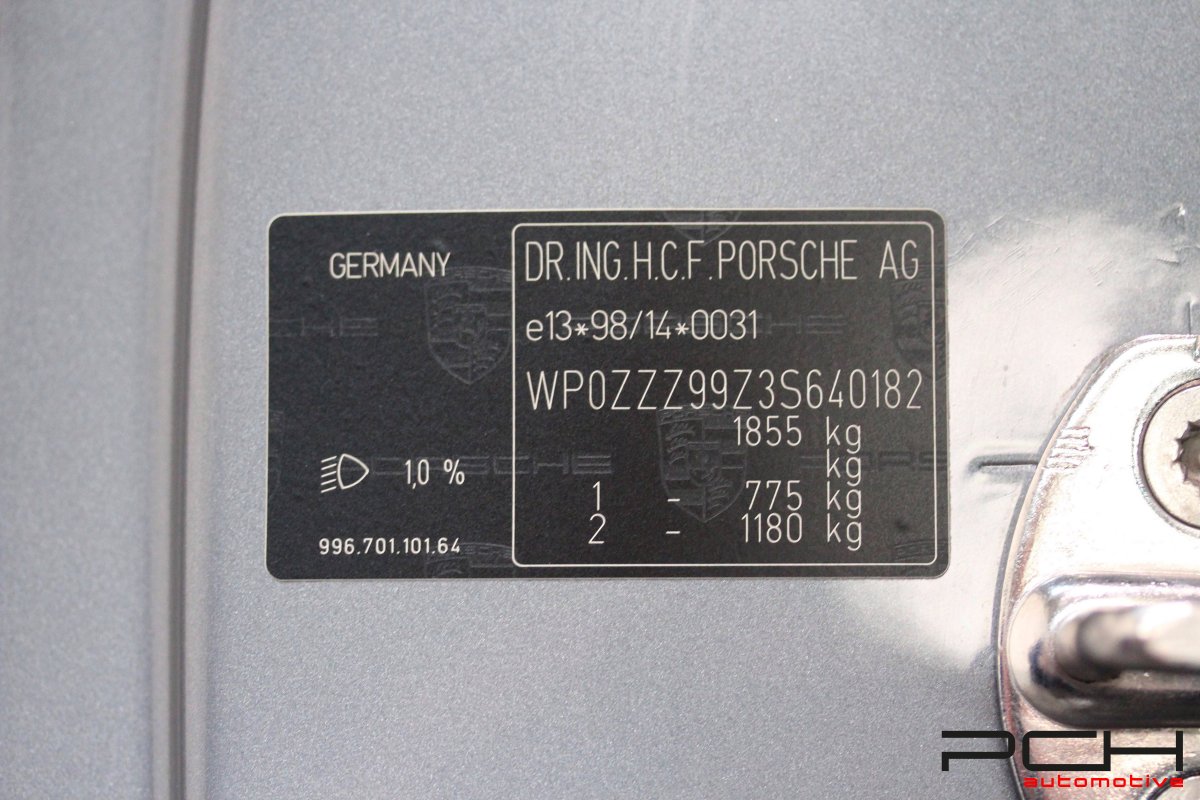 GERMANY
DR.ING.H.C.F.PORSCHE AG
e13*98/14*0031
WP0ZZZ99Z3S640182
1855 kg
kg
1 - 775 kg
2 - 1180 kg
1,0 %
996.701.101.64
PCH
automotive